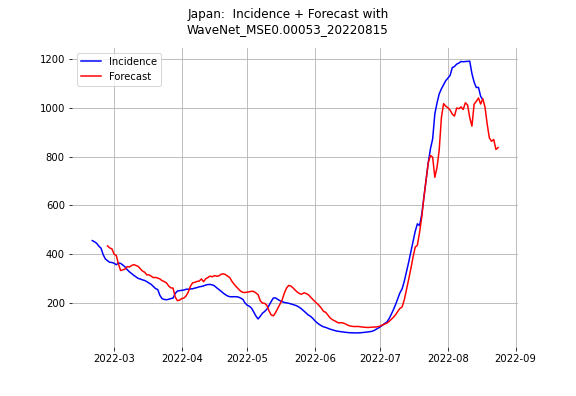 Japan: Incidence + Forecast with
WaveNet_MSE0.00053_20220815
Incidence
Forecast
1200
1000
800
600
400
200
2022-03 2022-04 2022-05 2022-06 2022-07 2022-08 2022-09